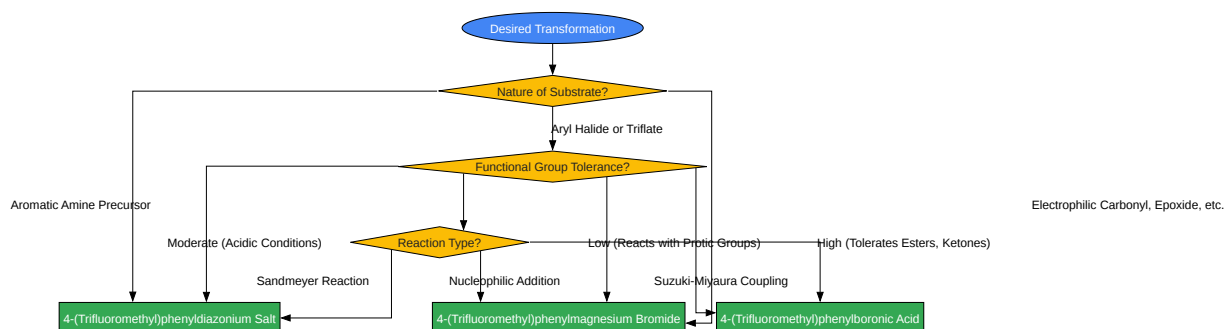 Desired Transformation
Nature of Substrate?
Aryl Halide or Triflate
Functional Group Tolerance?
Aromatic Amine Precursor
Electrophilic Carbonyl, Epoxide, etc.
Moderate (Acidic Conditions)
Reaction Type?
Low (Reacts with Protic Groups)
High (Tolerates Esters, Ketones)
Sandmeyer Reaction
Nucleophilic Addition
Suzuki-Miyaura Coupling
4-(Trifluoromethyl)phenyldiazonium Salt
4-(Trifluoromethyl)phenylmagnesium Bromide
4-(Trifluoromethyl)phenylboronic Acid